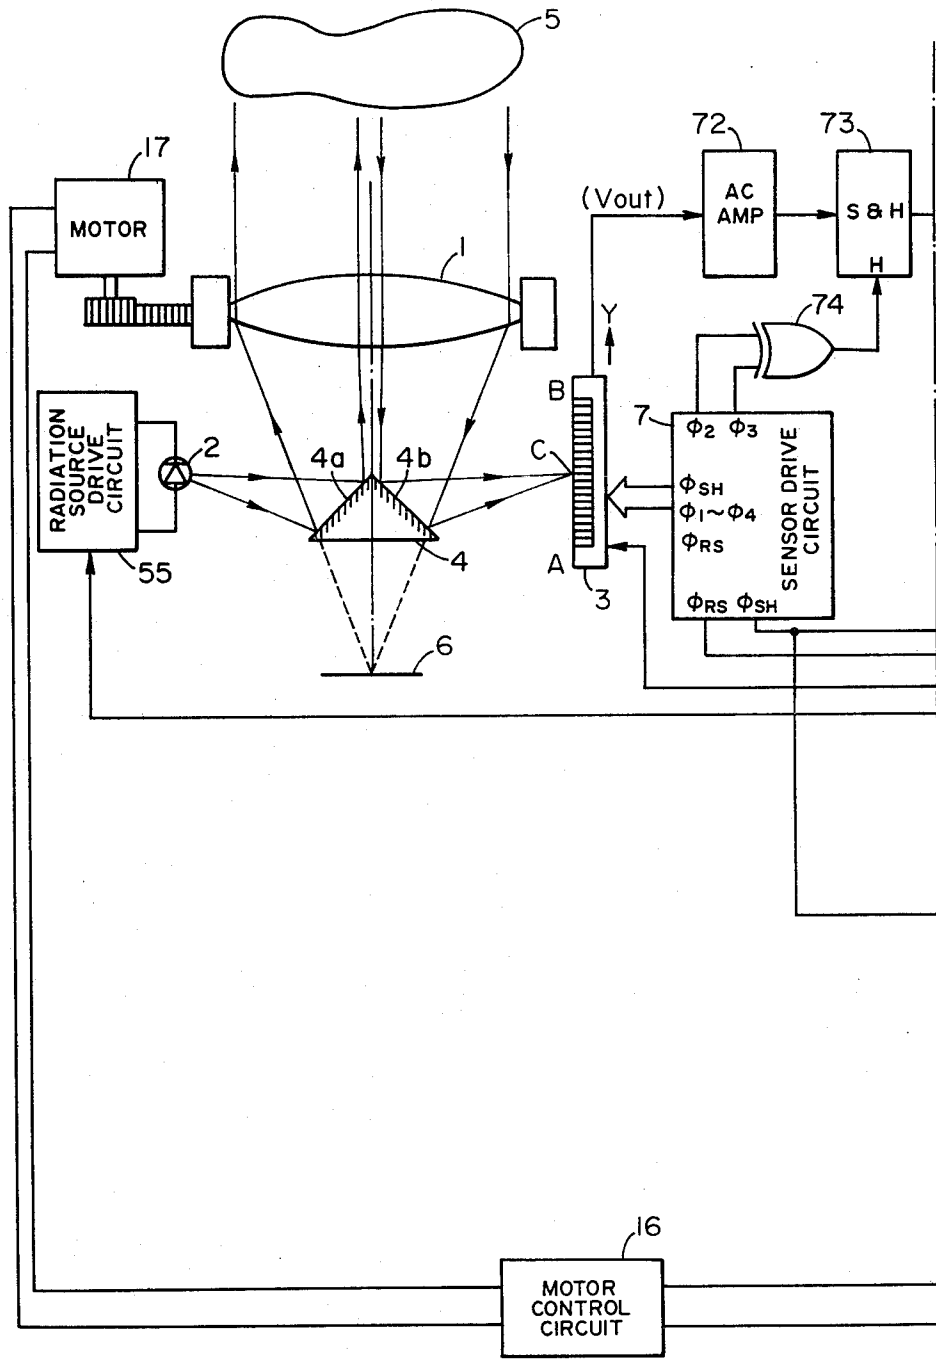 5
17
MOTOR
1
72
AC
AMP
73
S & H
H
(Vout)
74
Y
RADIATION
SOURCE
DRIVE
CIRCUIT
55
2
4a
4b
4
6
B
C
A
3
7
ϕ2 ϕ3
ϕSH
ϕ1~ϕ4
ϕRS
ϕRS ϕSH
SENSOR DRIVE
CIRCUIT
16
MOTOR
CONTROL
CIRCUIT